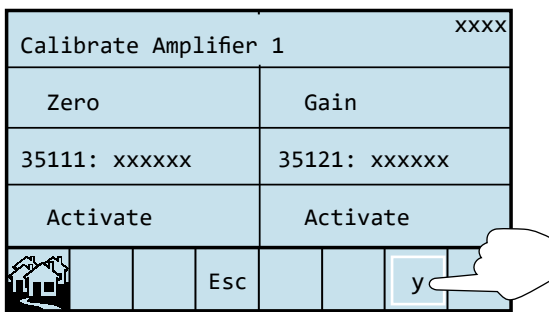 xxxx
Calibrate Amplifier 1
Zero Gain
35111: xxxxxx 35121: xxxxxx
Activate Activate
Esc y